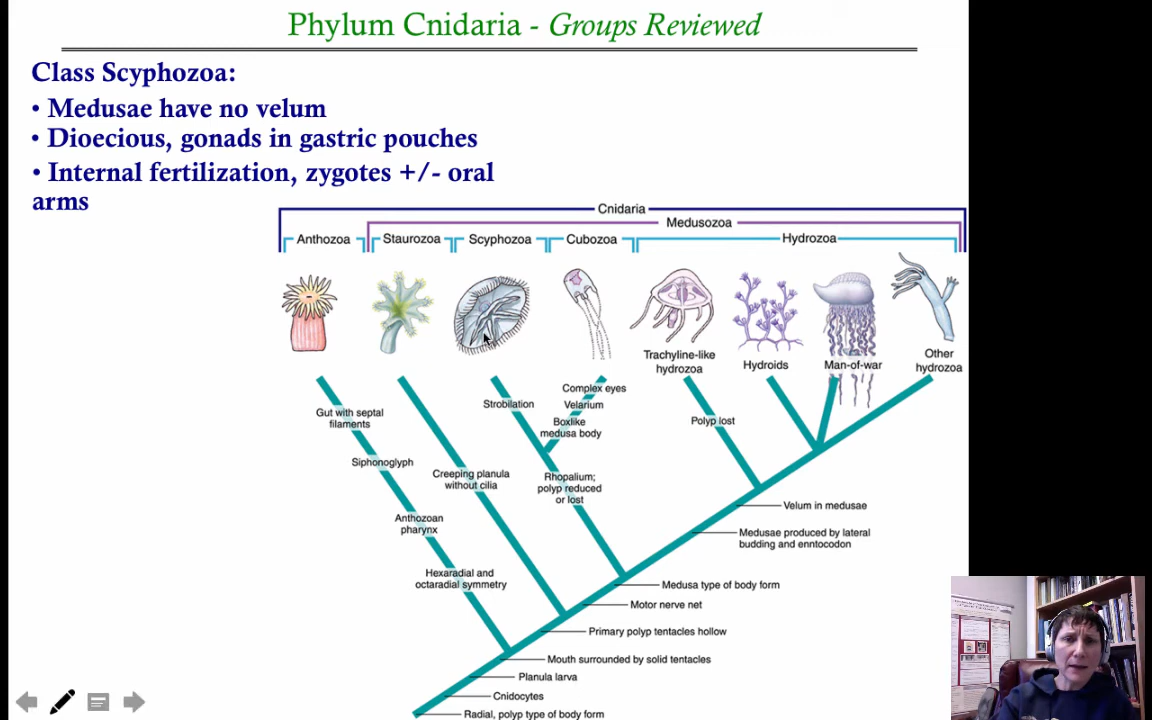 Phylum Cnidaria - Groups Reviewed
Class Scyphozoa:
• Medusae have no velum
• Dioecious, gonads in gastric pouches
• Internal fertilization, zygotes +/- oral
arms
Cnidaria
Medusozoa
Anthozoa
Staurozoa
Scyphozoa
Cubozoa
Hydrozoa
Trachyline-like
hydrozoa
Hydroids
Man-of-war
Other
hydrozoa
Gut with septal
filaments
Siphonoglyph
Anthozoan
pharynx
Hexaradial and
octaradial symmetry
Creeping planula
without cilia
Strobilation
Complex eyes
Velarium
Boxlike
medusa body
Rhopalium;
polyp reduced
or lost
Polyp lost
Velum in medusae
Medusae produced by lateral
budding and enntocodon
Medusa type of body form
Motor nerve net
Primary polyp tentacles hollow
Mouth surrounded by solid tentacles
Planula larva
Cnidocytes
Radial, polyp type of body form